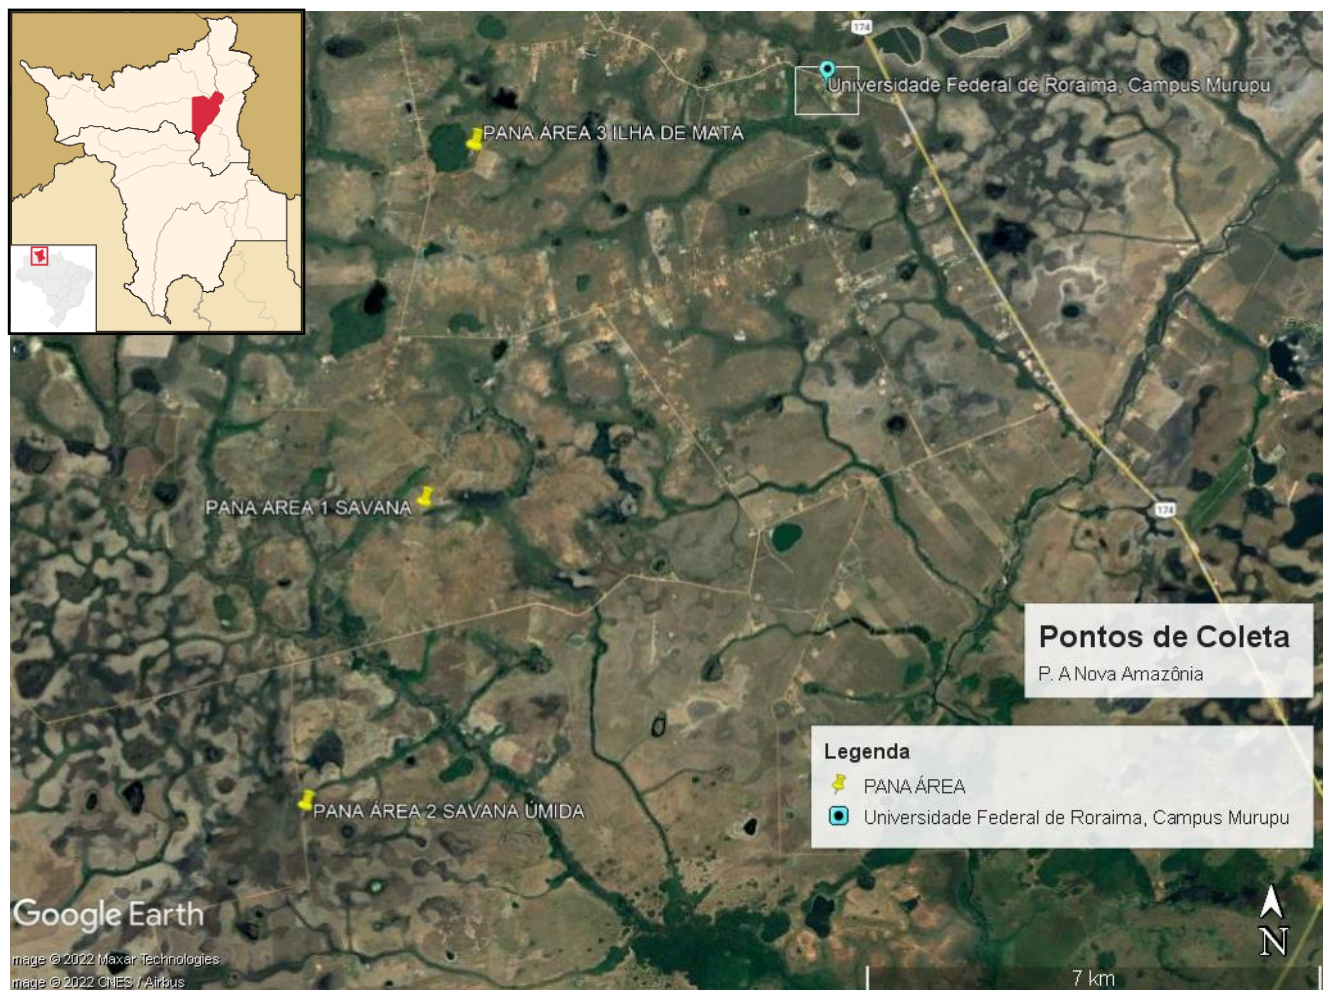 174
Universidade Federal de Roraima, Campus Murupu
PANA ÁREA 3 ILHA DE MATA
PANA ÁREA 1 SAVANA
174
Pontos de Coleta
P. A Nova Amazônia
Legenda
PANA ÁREA
Universidade Federal de Roraima, Campus Murupu
PANA ÁREA 2 SAVANA ÚMIDA
Google Earth
N
mage © 2022 Maxar Technologies
mage © 2022 CNES / Airbus
7 km